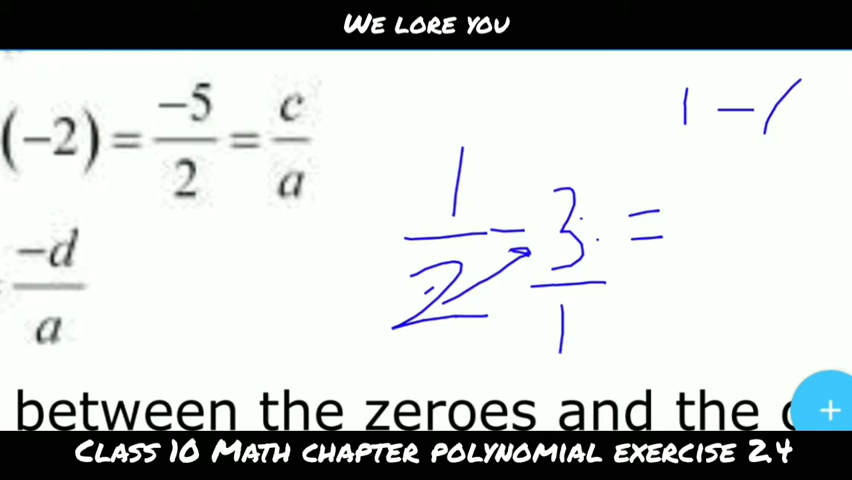 WE LORE YOU
(-2) = -5/2 = c/a
1 - 6
1/2 - 3/1 =
-d/a
between the zeroes and the
CLASS 10 MATH CHAPTER POLYNOMIAL EXERCISE 2.4
+